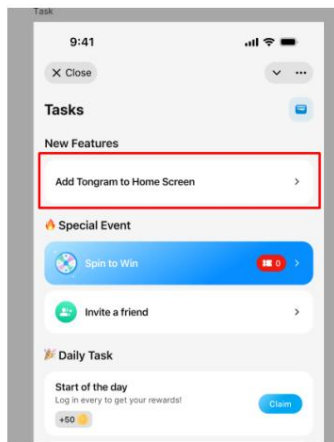 Task
9:41
Close
Tasks
New Features
Add Tongram to Home Screen
Special Event
Spin to Win
0
Invite a friend
Daily Task
Start of the day
Log in every to get your rewards!
Claim
+50